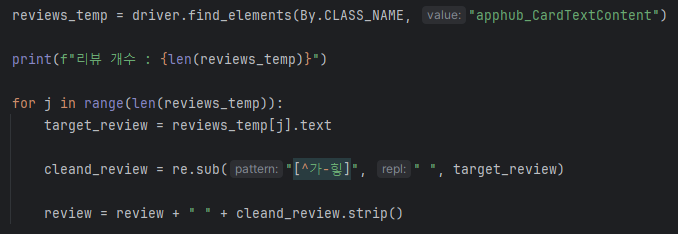 reviews_temp = driver.find_elements(By.CLASS_NAME, value: "apphub_CardTextContent")
print(f"리뷰 개수 : {len(reviews_temp)}")
for j in range(len(reviews_temp)):
target_review = reviews_temp[j].text
cleand_review = re.sub( pattern: "[^가-힣]", repl: " ", target_review)
review = review + " " + cleand_review.strip()